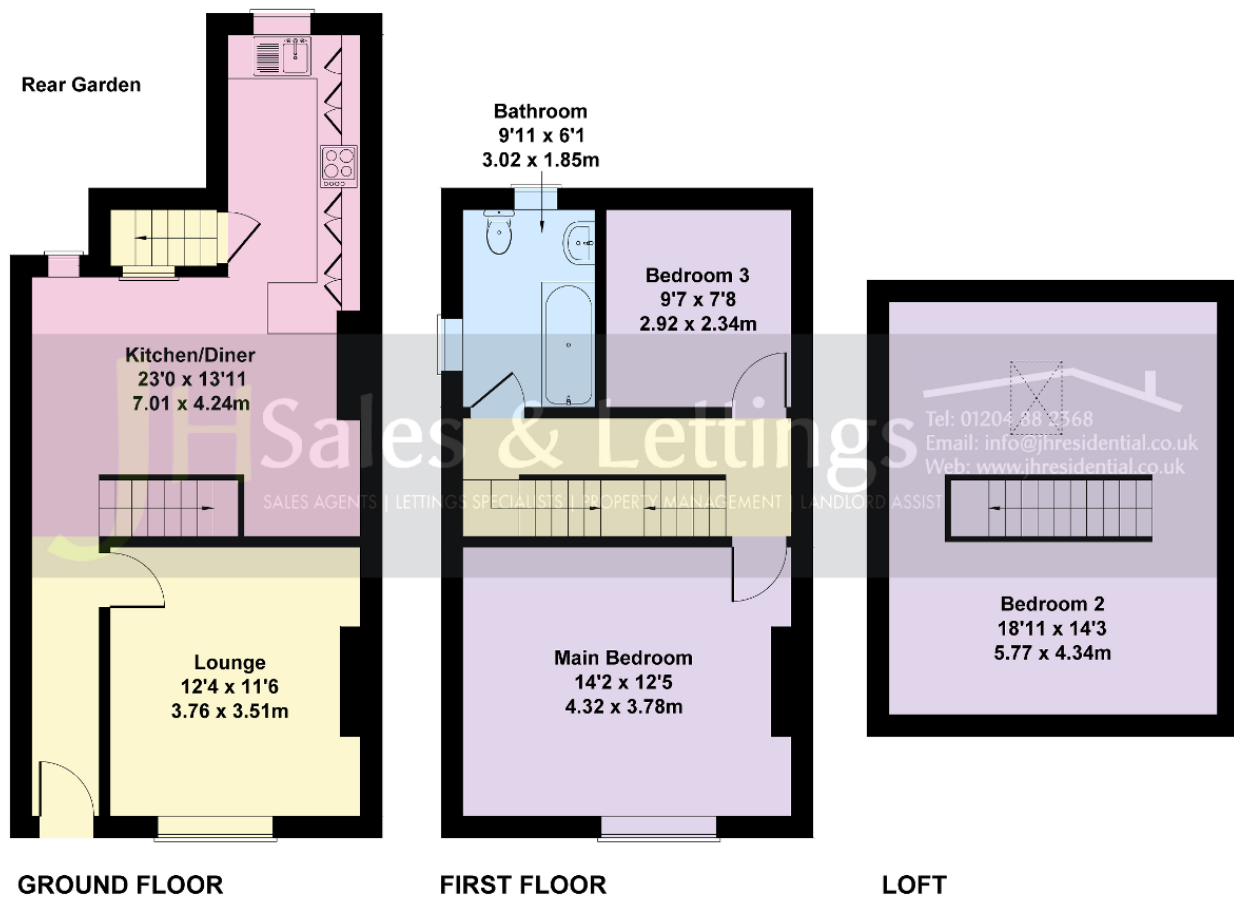 Rear Garden
Kitchen/Diner
23'0 x 13'11
7.01 x 4.24m
Lounge
12'4 x 11'6
3.76 x 3.51m
GROUND FLOOR
Bathroom
9'11 x 6'1
3.02 x 1.85m
Bedroom 3
9'7 x 7'8
2.92 x 2.34m
Main Bedroom
14'2 x 12'5
4.32 x 3.78m
FIRST FLOOR
Bedroom 2
18'11 x 14'3
5.77 x 4.34m
LOFT
JH Sales & Lettings
SALES AGENTS | LETTINGS SPECIALISTS | PROPERTY MANAGEMENT | LANDLORD ASSIST
Tel: 01204 88 2368
Email: info@jhresidential.co.uk
Web: www.jhresidential.co.uk